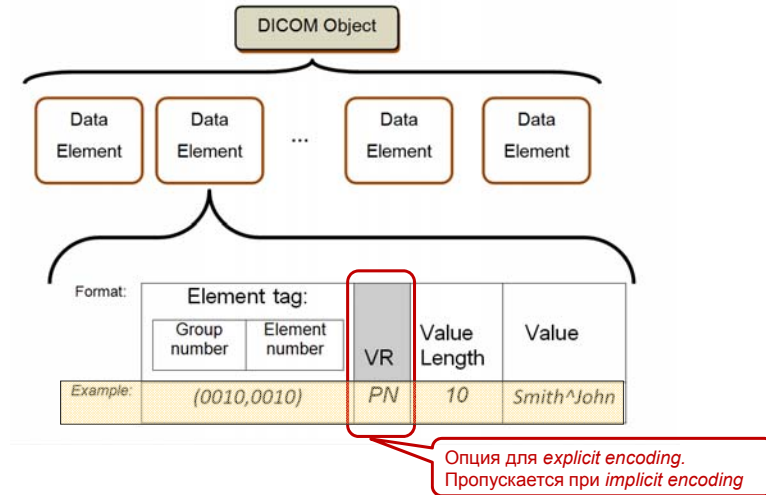 DICOM Object
Data Element
Data Element
...
Data Element
Data Element
Format:
Element tag:
Group number
Element number
VR
Value Length
Value
Example:
(0010,0010)
PN
10
Smith^John
Опция для explicit encoding.
Пропускается при implicit encoding